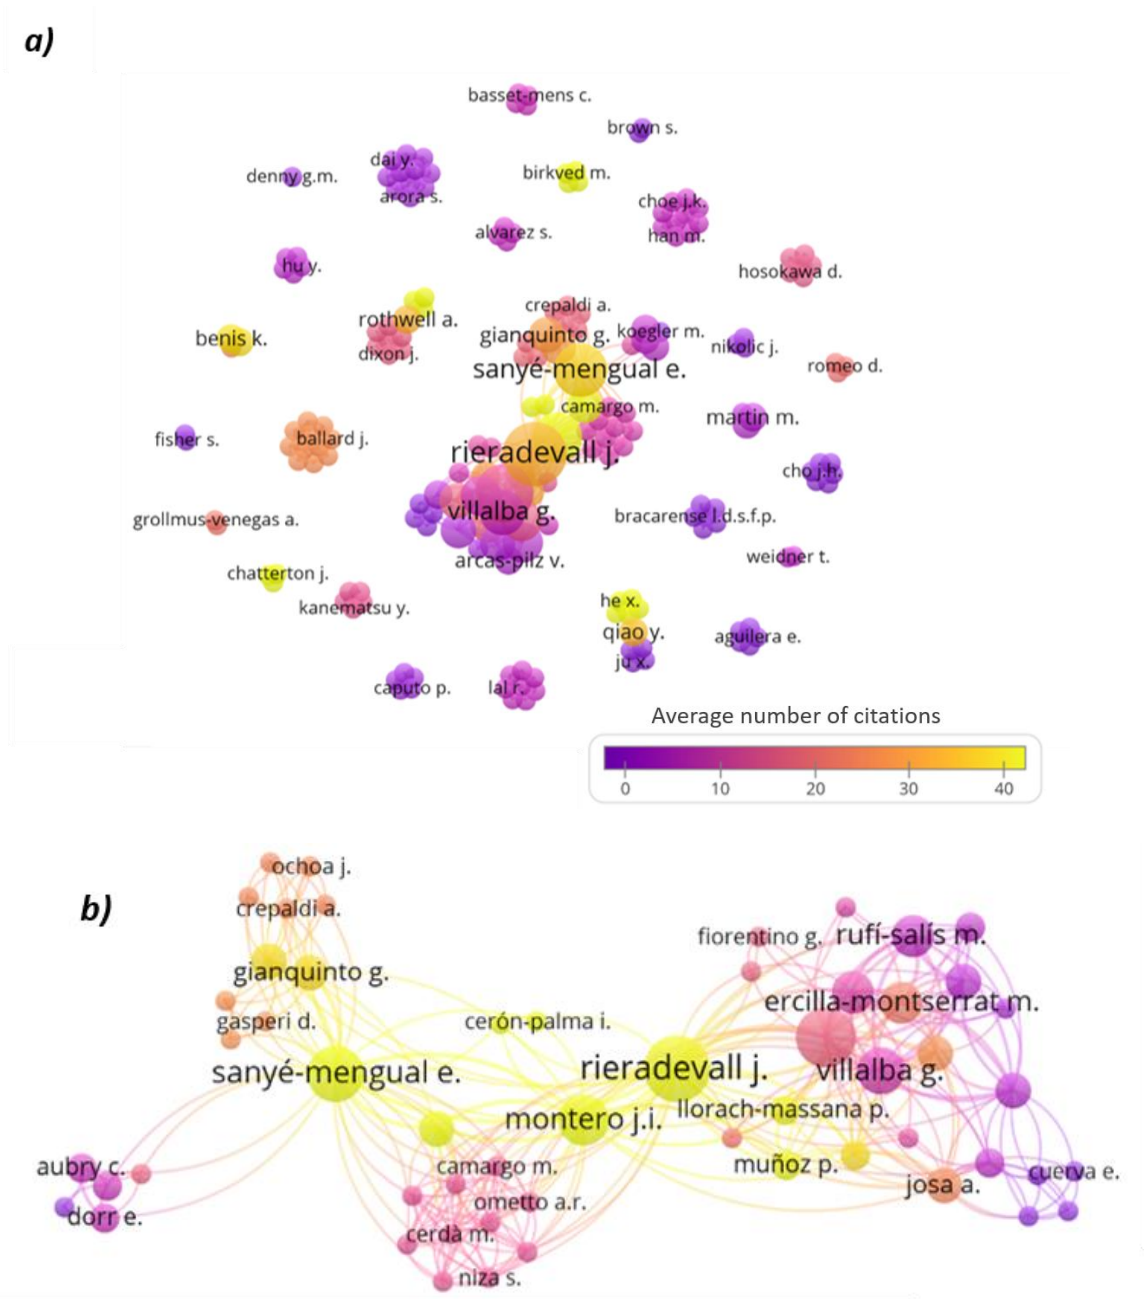 a)
basset-mens c.
brown s.
dai y.
birkved m.
denny g.m.
arora s.
choe j.k.
alvarez s.
han m.
hu y.
hosokawa d.
crepaldi a.
rothwell a.
gianquinto g.
koegler m.
benis k.
nikolic j.
dixon j.
sanyé-mengual e.
romeo d.
camargo m.
martin m.
fisher s.
ballard j.
rieradevall j.
cho j.h.
villalba g.
bracarense l.d.s.f.p.
grollmus-venegas a.
arcas-pilz v.
weidner t.
chatterton j.
he x.
kanematsu y.
qiao y.
aguilera e.
ju x.
caputo p.
lal r.
Average number of citations
0 10 20 30 40
b)
ochoa j.
crepaldi a.
fiorentino g.
rufí-salís m.
gianquinto g.
ercilla-montserrat m.
gasperi d.
cerón-palma i.
sanyé-mengual e.
rieradevall j.
villalba g.
montero j.i.
llorach-massana p.
aubry c.
camargo m.
muñoz p.
cuerva e.
josa a.
ometto a.r.
dorr e.
cerdà m.
niza s.